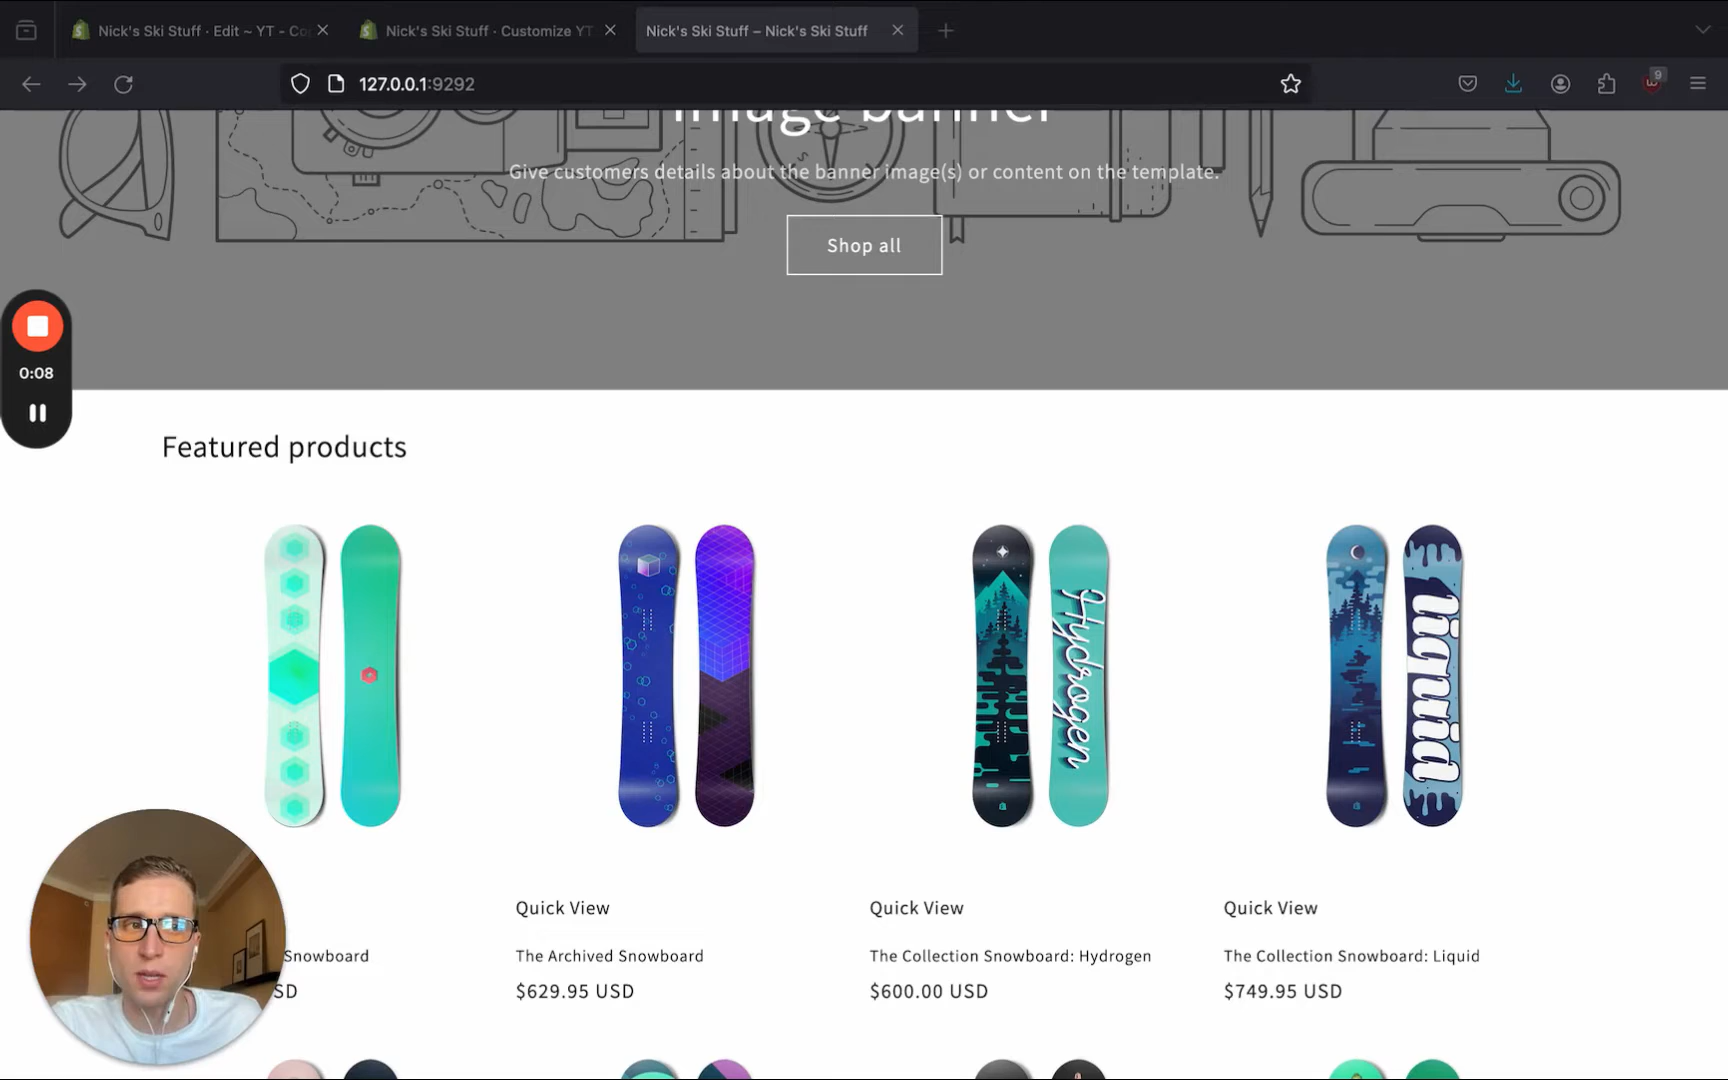 Nick's Ski Stuff · Edit ~ YT - Co
Nick's Ski Stuff · Customize YT
Nick's Ski Stuff – Nick's Ski Stuff
127.0.0.1:9292
9
Image banner
Give customers details about the banner image(s) or content on the template.
Shop all
0:08
Featured products
Hydrogen
liquid
Quick View
Quick View
Quick View
Snowboard
The Archived Snowboard
The Collection Snowboard: Hydrogen
The Collection Snowboard: Liquid
SD
$629.95 USD
$600.00 USD
$749.95 USD